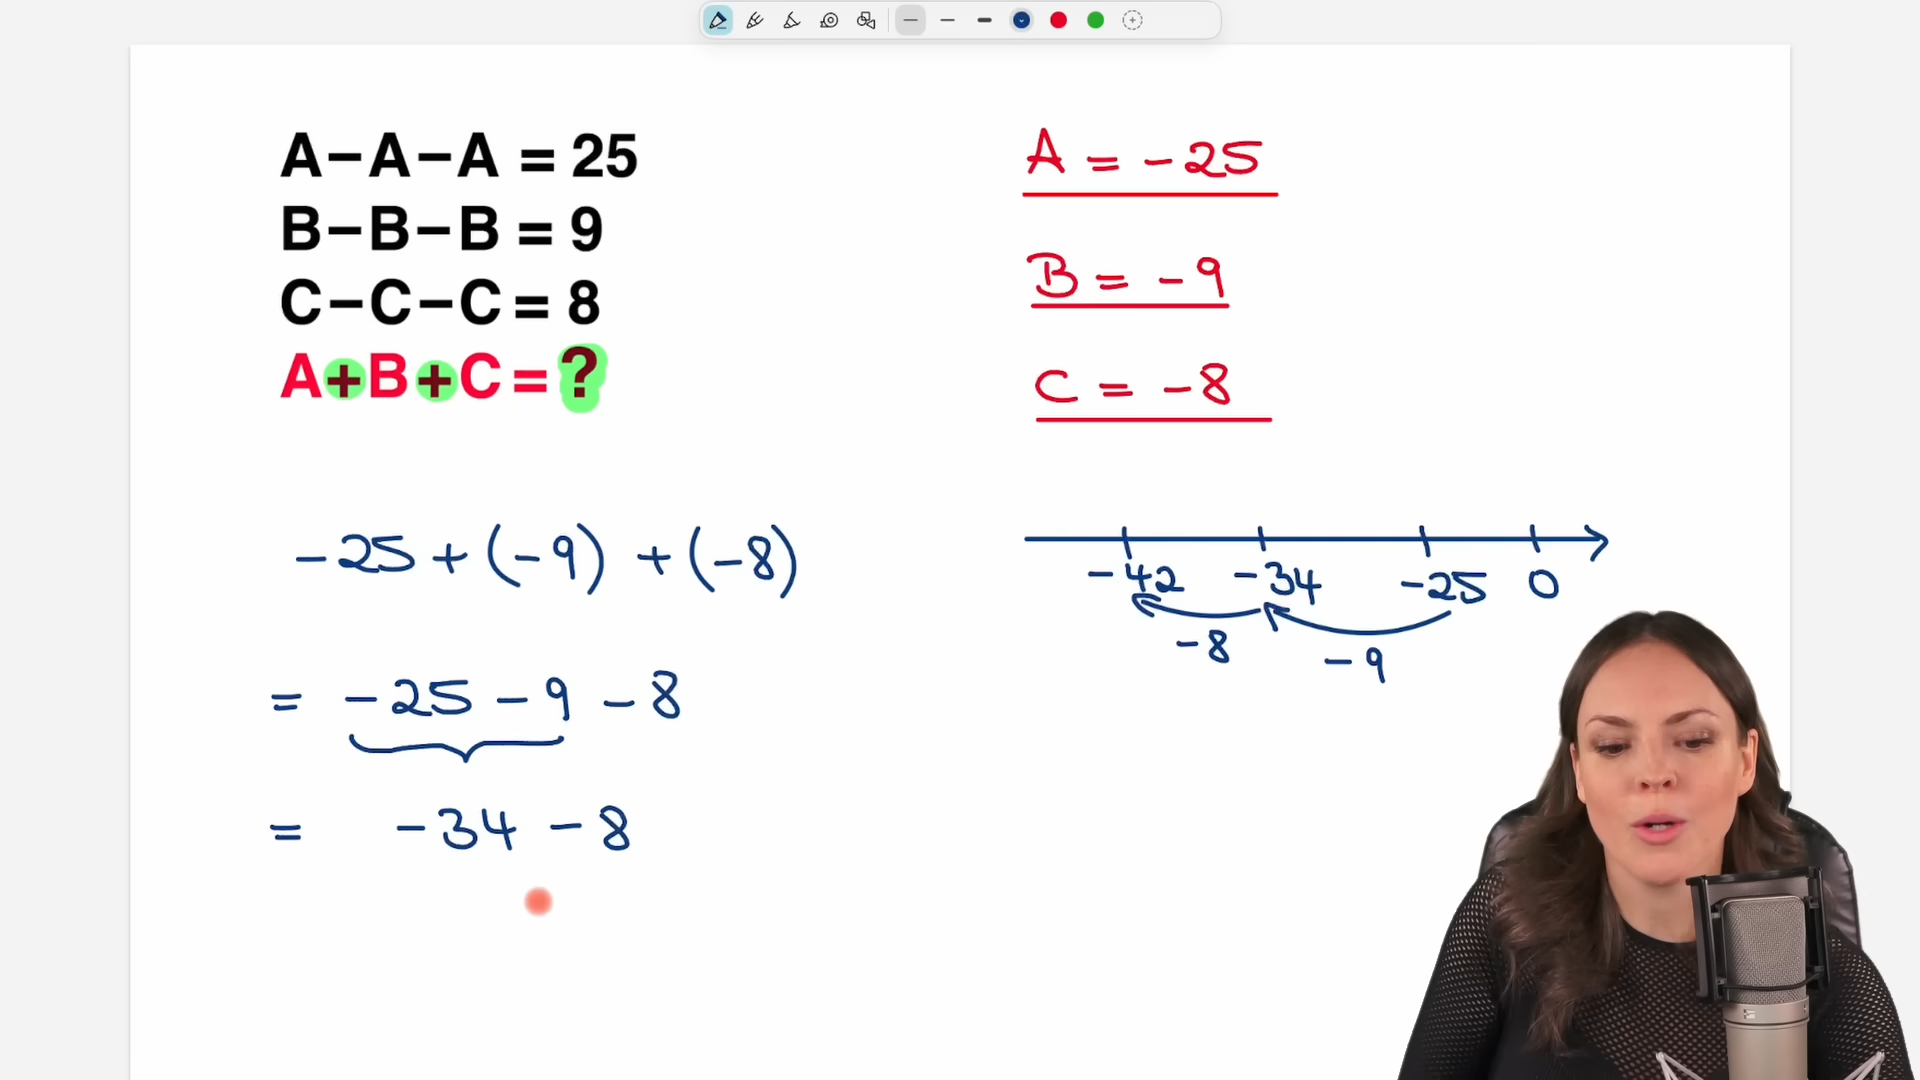 A–A–A = 25
B–B–B = 9
C–C–C = 8
A+B+C = ?
A = -25
B = -9
C = -8
-25 + (-9) + (-8)
= -25 - 9 - 8
= -34 - 8
-42 -34 -25 0
-8 -9